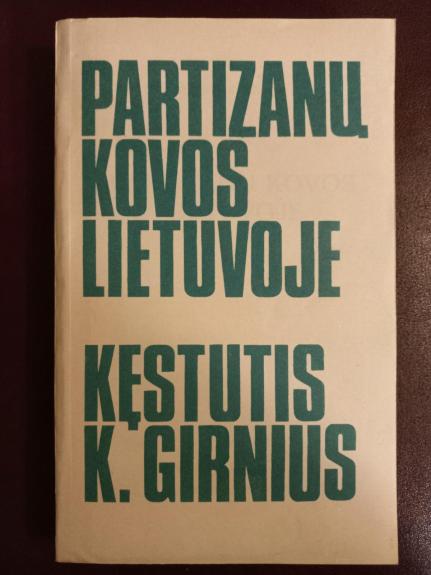 PARTIZANŲ
KOVOS
LIETUVOJE
KĘSTUTIS
K. GIRNIUS